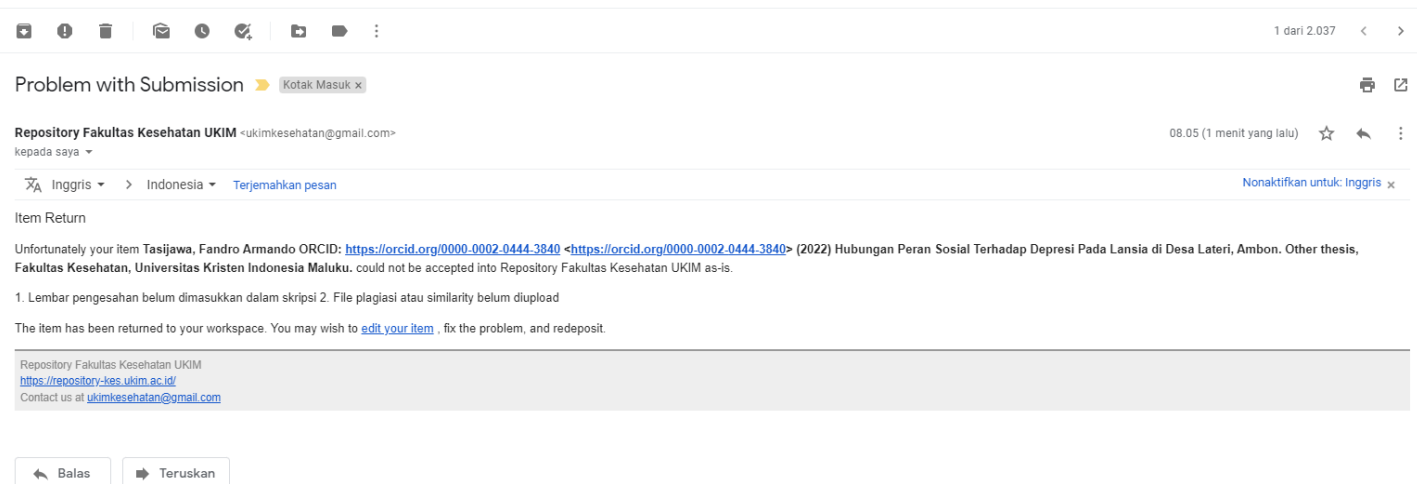 1 dari 2.037
Problem with Submission Kotak Masuk x
Repository Fakultas Kesehatan UKIM <ukimkesehatan@gmail.com> 08.05 (1 menit yang lalu)
kepada saya
Inggris > Indonesia Terjemahkan pesan Nonaktifkan untuk: Inggris x
Item Return
Unfortunately your item Tasijawa, Fandro Armando ORCID: https://orcid.org/0000-0002-0444-3840 <https://orcid.org/0000-0002-0444-3840> (2022) Hubungan Peran Sosial Terhadap Depresi Pada Lansia di Desa Lateri, Ambon. Other thesis,
Fakultas Kesehatan, Universitas Kristen Indonesia Maluku. could not be accepted into Repository Fakultas Kesehatan UKIM as-is.
1. Lembar pengesahan belum dimasukkan dalam skripsi 2. File plagiasi atau similarity belum diupload
The item has been returned to your workspace. You may wish to edit your item , fix the problem, and redeposit.
Repository Fakultas Kesehatan UKIM
https://repository-kes.ukim.ac.id/
Contact us at ukimkesehatan@gmail.com
Balas Teruskan